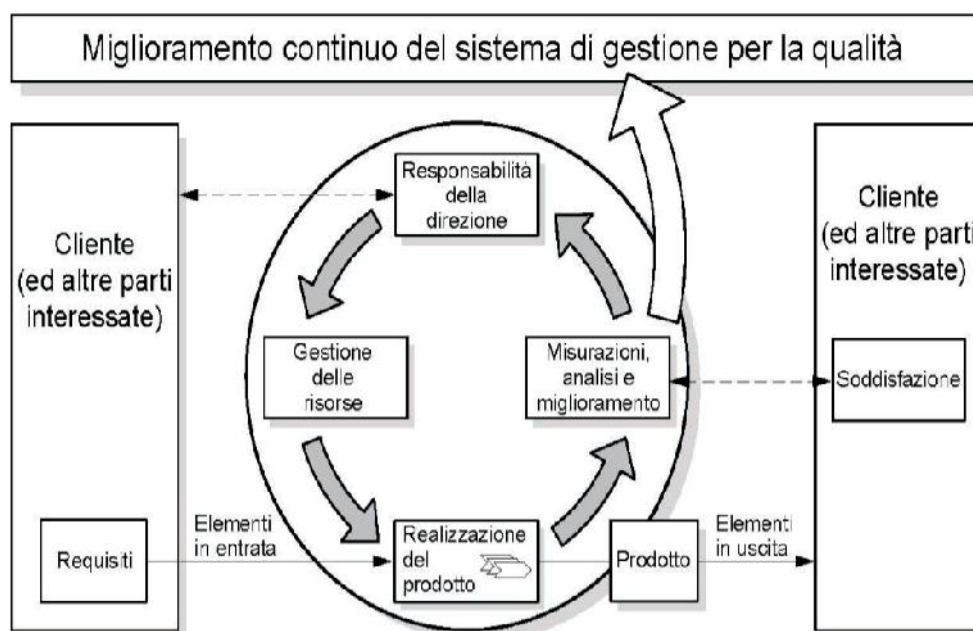 Miglioramento continuo del sistema di gestione per la qualità
Cliente
(ed altre parti
interessate)
Requisiti
Elementi
in entrata
Responsabilità
della
direzione
Gestione
delle
risorse
Misurazioni,
analisi e
miglioramento
Realizzazione
del
prodotto
Prodotto
Elementi
in uscita
Cliente
(ed altre parti
interessate)
Soddisfazione